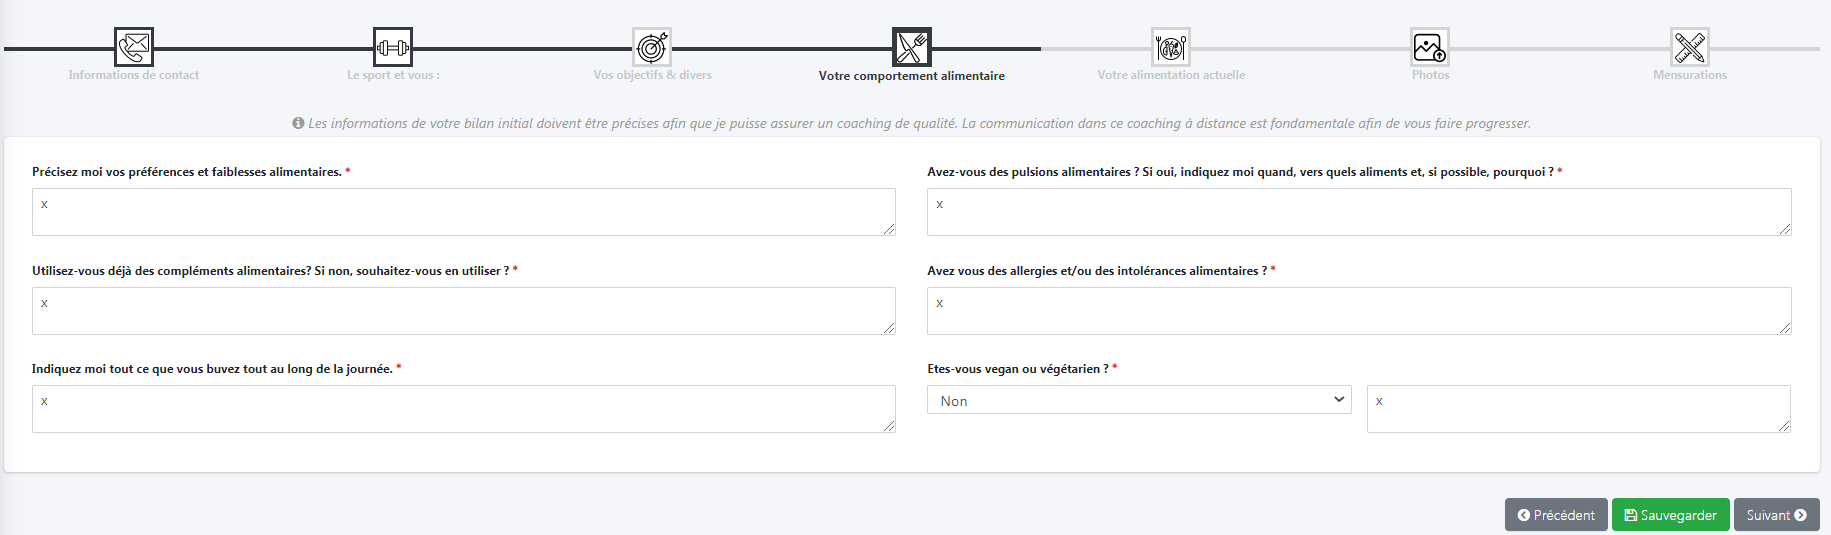 Informations de contact
Le sport et vous :
Vos objectifs & divers
Votre comportement alimentaire
Votre alimentation actuelle
Photos
Mensurations
Les informations de votre bilan initial doivent être précises afin que je puisse assurer un coaching de qualité. La communication dans ce coaching à distance est fondamentale afin de vous faire progresser.
Précisez moi vos préférences et faiblesses alimentaires. *
x
Avez-vous des pulsions alimentaires ? Si oui, indiquez moi quand, vers quels aliments et, si possible, pourquoi ? *
x
Utilisez-vous déjà des compléments alimentaires? Si non, souhaitez-vous en utiliser ? *
x
Avez vous des allergies et/ou des intolérances alimentaires ? *
x
Indiquez moi tout ce que vous buvez tout au long de la journée. *
x
Etes-vous vegan ou végétarien ? *
Non
x
Précédent
Sauvegarder
Suivant